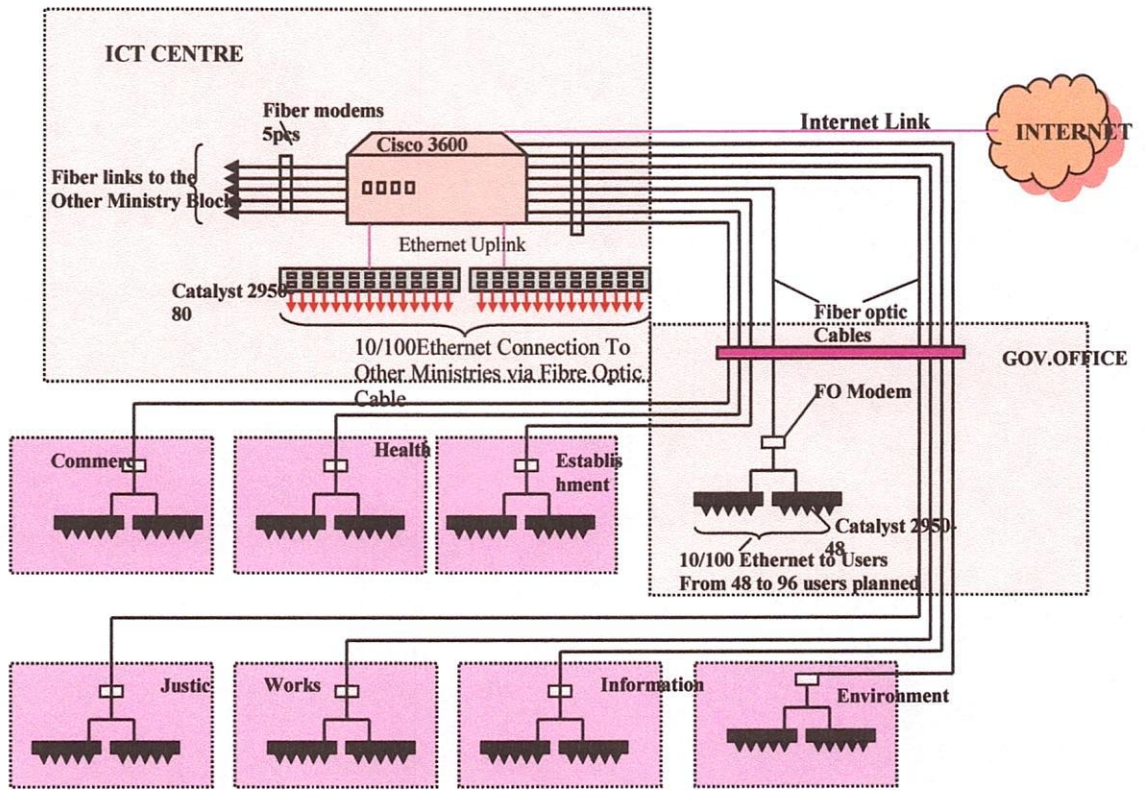 ICT CENTRE
Fiber modems
5pcs
Cisco 3600
Internet Link
INTERNET
Fiber links to the
Other Ministry Blocks
Ethernet Uplink
Catalyst 2950-
80
Fiber optic
Cables
10/100Ethernet Connection To
Other Ministries via Fibre Optic
Cable
GOV.OFFICE
FO Modem
Commerc
Health
Establis
hment
Catalyst 2950-
48
10/100 Ethernet to Users
From 48 to 96 users planned
Justic
Works
Information
Environment